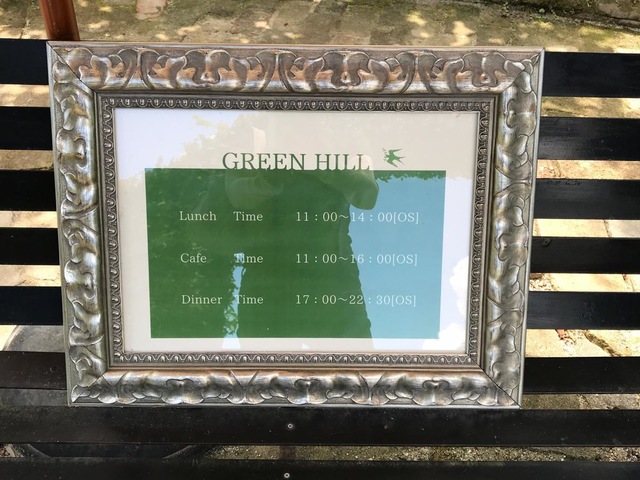 GREEN HILL
Lunch Time 11：00～14：00[OS]
Cafe Time 11：00～16：00[OS]
Dinner Time 17：00～22：30[OS]